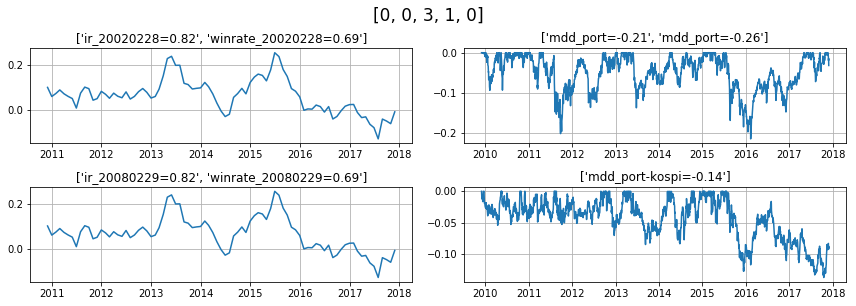 [0, 0, 3, 1, 0]
['ir_20020228=0.82', 'winrate_20020228=0.69']
0.2
0.0
2011 2012 2013 2014 2015 2016 2017 2018
['mdd_port=-0.21', 'mdd_port=-0.26']
0.0
−0.1
−0.2
2010 2011 2012 2013 2014 2015 2016 2017 2018
['ir_20080229=0.82', 'winrate_20080229=0.69']
0.2
0.0
2011 2012 2013 2014 2015 2016 2017 2018
['mdd_port-kospi=-0.14']
0.00
−0.05
−0.10
2010 2011 2012 2013 2014 2015 2016 2017 2018